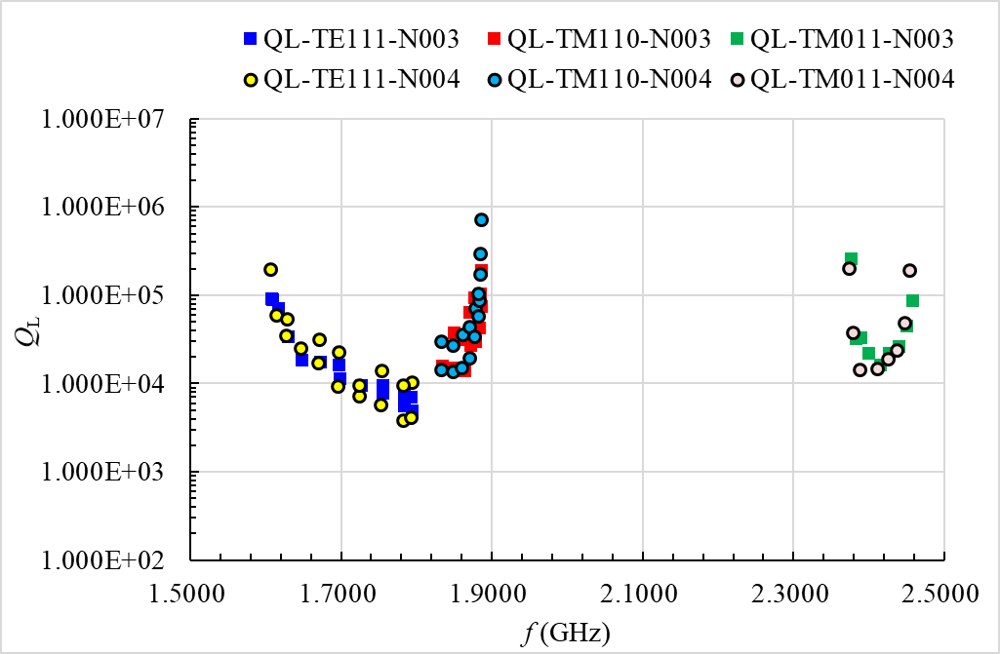 QL-TE111-N003 QL-TM110-N003 QL-TM011-N003
QL-TE111-N004 QL-TM110-N004 QL-TM011-N004
1.000E+07
1.000E+06
1.000E+05
1.000E+04
1.000E+03
1.000E+02
QL
1.5000 1.7000 1.9000 2.1000 2.3000 2.5000
f (GHz)